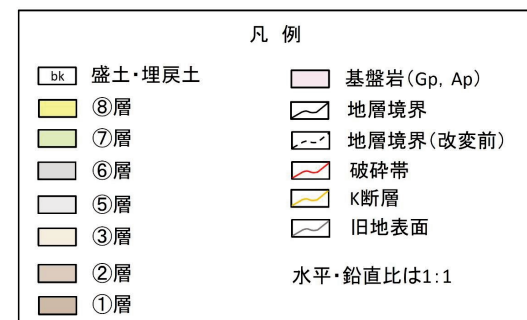 凡 例
bk 盛土・埋戻土
⑧層
⑦層
⑥層
⑤層
③層
②層
①層
基盤岩(Gp, Ap)
地層境界
地層境界(改変前)
破砕帯
K断層
旧地表面
水平・鉛直比は1:1